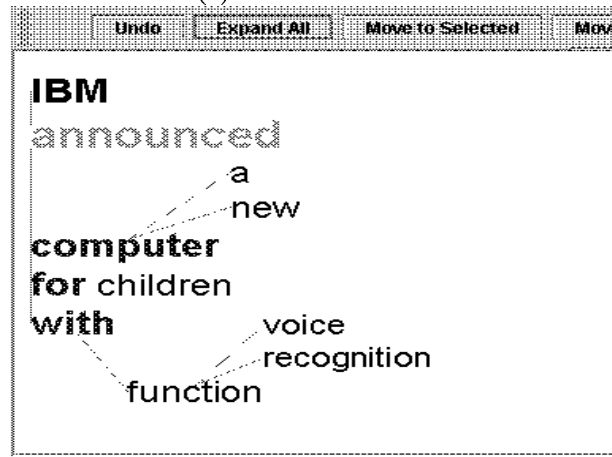 Undo Expand All Move to Selected Mov
IBM
announced
a
new
computer
for children
with voice
recognition
function